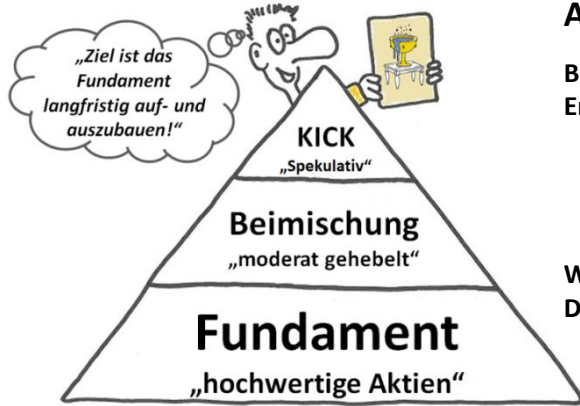 „Ziel ist das
Fundament
langfristig auf- und
auszubauen!“
KICK
„Spekulativ“
Beimischung
„moderat gehebelt“
Fundament
„hochwertige Aktien“